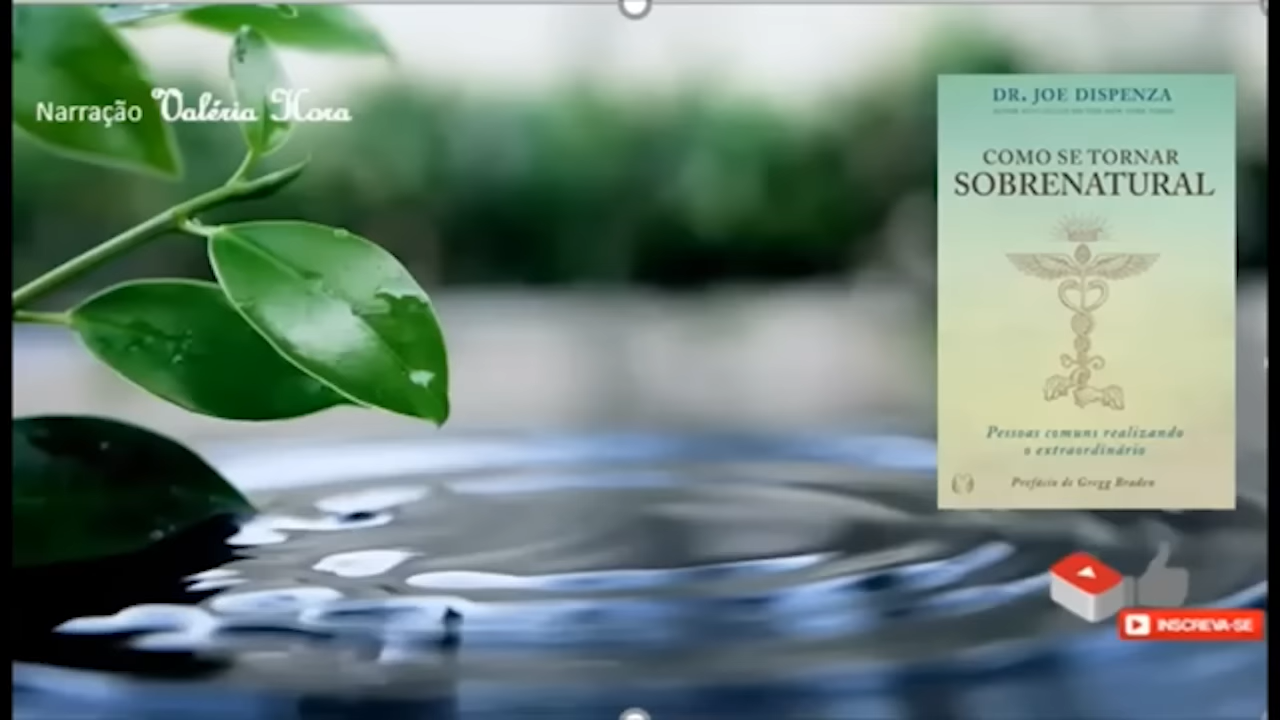 Narração Valéria Hora
DR. JOE DISPENZA
COMO SE TORNAR
SOBRENATURAL
Pessoas comuns realizando
o extraordinário
Prefácio de Gregg Braden
INSCREVA-SE